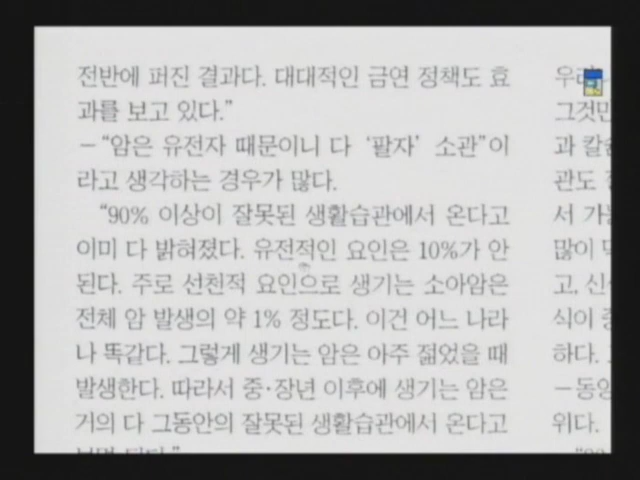 전반에 퍼진 결과다. 대대적인 금연 정책도 효
과를 보고 있다.”
－“암은 유전자 때문이니 다 ‘팔자’ 소관”이
라고 생각하는 경우가 많다.
“90% 이상이 잘못된 생활습관에서 온다고
이미 다 밝혀졌다. 유전적인 요인은 10%가 안
된다. 주로 선천적 요인으로 생기는 소아암은
전체 암 발생의 약 1% 정도다. 이건 어느 나라
나 똑같다. 그렇게 생기는 암은 아주 젊었을 때
발생한다. 따라서 중·장년 이후에 생기는 암은
거의 다 그동안의 잘못된 생활습관에서 온다고
그것만
과 칼슘
관도
서 가능
많이
고, 신
식이
하다.
－동양
위다.